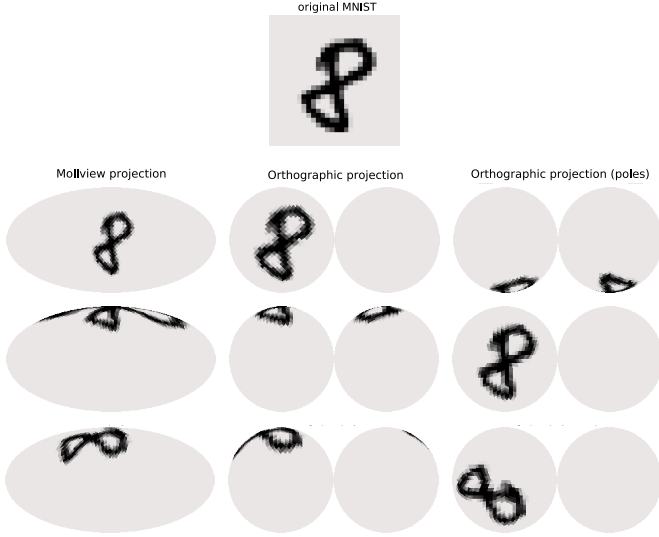 original MNIST
Mollview projection
Orthographic projection
Orthographic projection (poles)